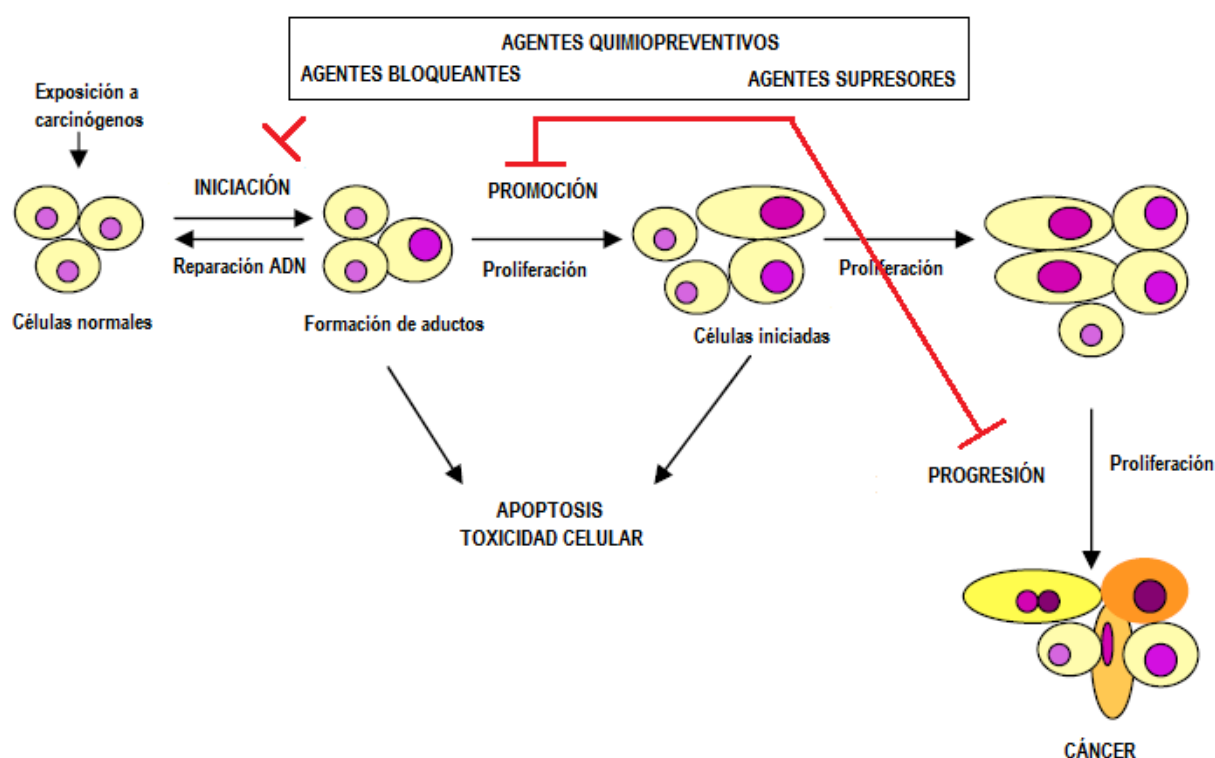 AGENTES QUIMIOPREVENTIVOS
AGENTES BLOQUEANTES
AGENTES SUPRESORES
Exposición a
carcinógenos
INICIACIÓN
PROMOCIÓN
Reparación ADN
Proliferación
Proliferación
Células normales
Formación de aductos
Células iniciadas
PROGRESIÓN
Proliferación
APOPTOSIS
TOXICIDAD CELULAR
CÁNCER